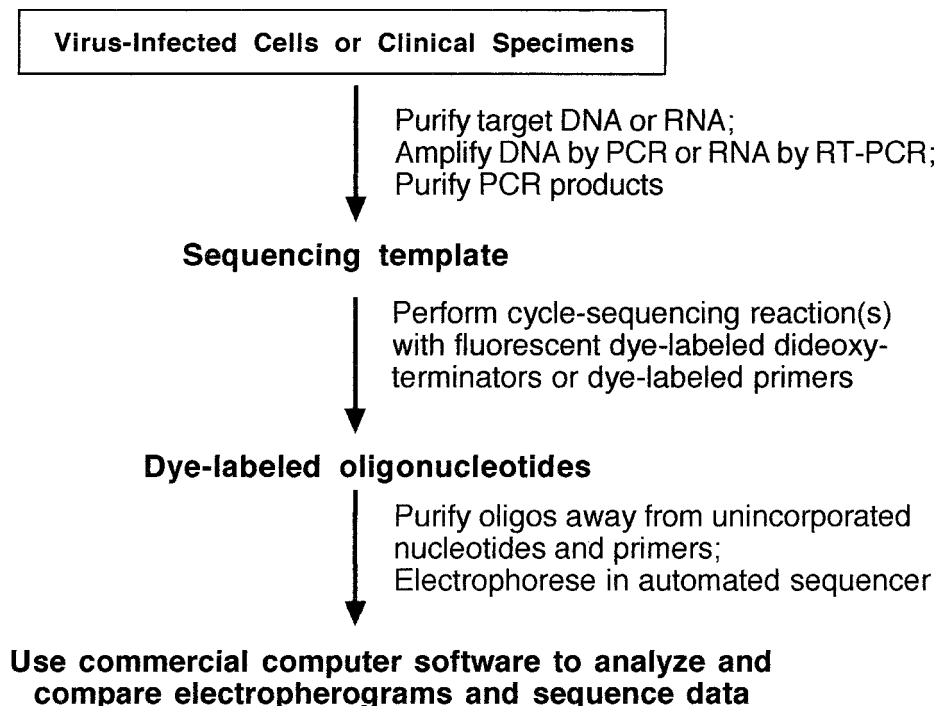 Virus-Infected Cells or Clinical Specimens
Purify target DNA or RNA;
Amplify DNA by PCR or RNA by RT-PCR;
Purify PCR products
Sequencing template
Perform cycle-sequencing reaction(s)
with fluorescent dye-labeled dideoxy-
terminators or dye-labeled primers
Dye-labeled oligonucleotides
Purify oligos away from unincorporated
nucleotides and primers;
Electrophorese in automated sequencer
Use commercial computer software to analyze and
compare electropherograms and sequence data